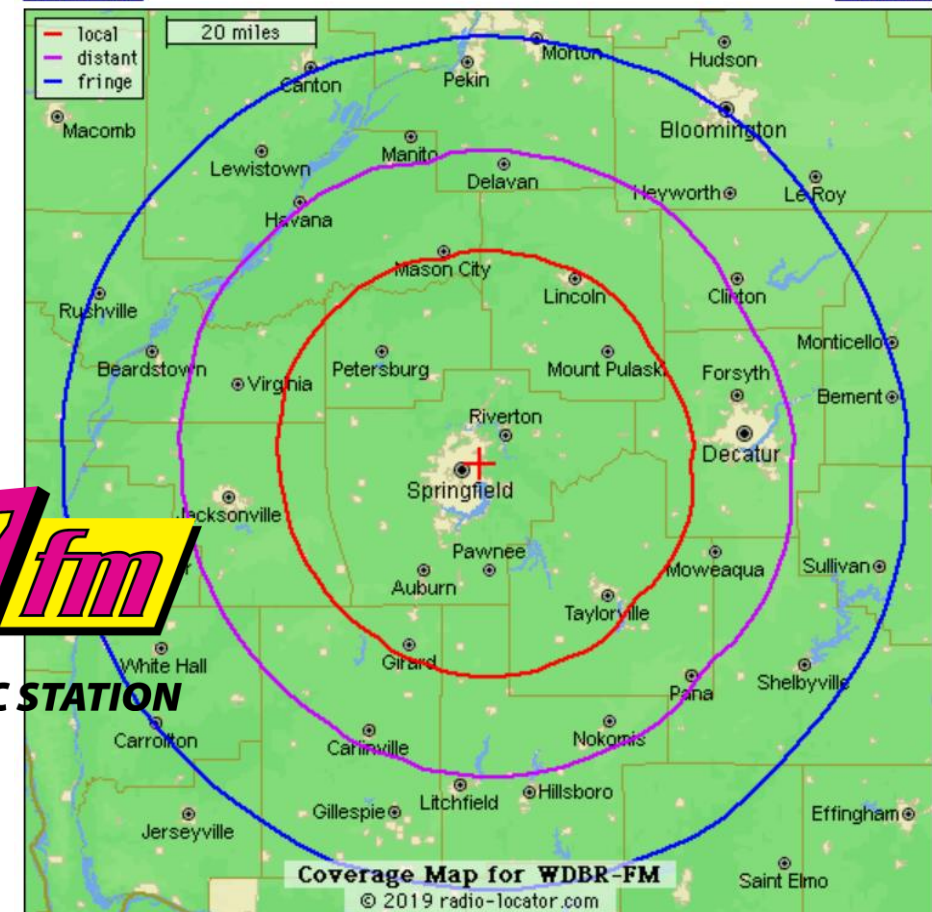 local
distant
fringe
20 miles
Morton
Hudson
Canton
Pekin
Macomb
Bloomington
Manito
Lewistown
Delavan
Heyworth
Le Roy
Havana
Mason City
Lincoln
Clinton
Rushville
Monticello
Beardstown
Petersburg
Mount Pulaski
Forsyth
Virginia
Bement
Riverton
Decatur
Springfield
Jacksonville
fm
Pawnee
Moweaqua
Sullivan
Auburn
Taylorville
White Hall
Girard
Shelbyville
Pana
C STATION
Carrollton
Carlinville
Nokomis
Litchfield
Hillsboro
Gillespie
Effingham
Jerseyville
Coverage Map for WDBR-FM
Saint Elmo
© 2019 radio-locator.com